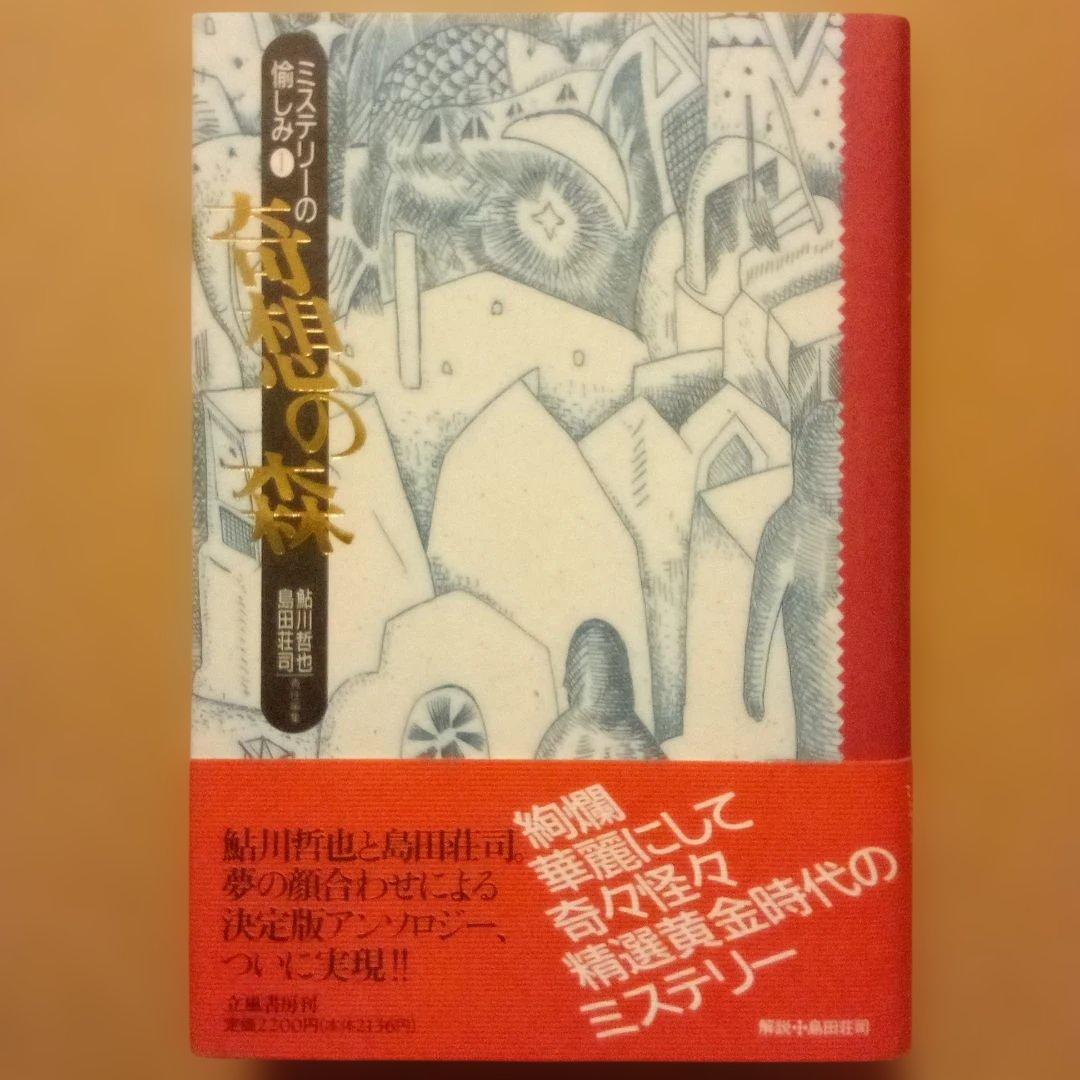 ミステリーの
愉しみ1
奇想の森
鮎川哲也
島田荘司
責任編集
鮎川哲也と島田荘司。
夢の顔合わせによる
決定版アンソロジー、
ついに実現!!
立風書房刊
定価2200円(本体2136円)
絢爛
華麗にして
奇々怪々
精選黄金時代の
ミステリー
解説✚島田荘司